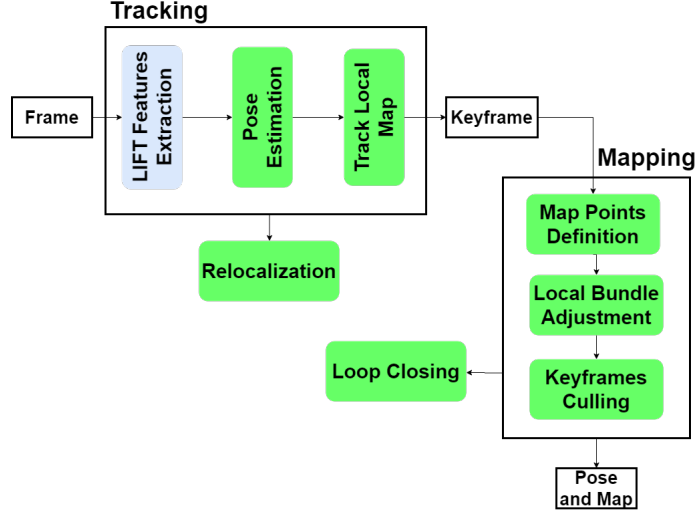 Tracking
Frame
LIFT Features
Extraction
Pose
Estimation
Track Local
Map
Keyframe
Mapping
Map Points
Definition
Relocalization
Local Bundle
Adjustment
Loop Closing
Keyframes
Culling
Pose
and Map